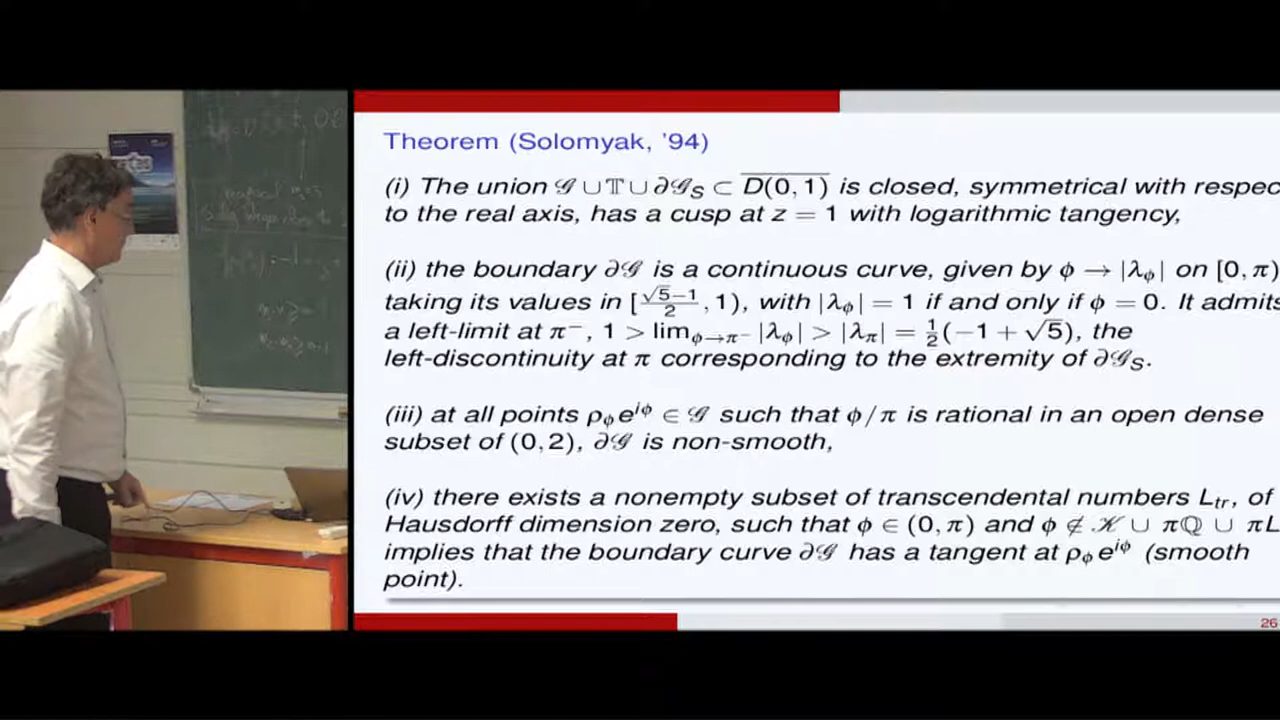 Theorem (Solomyak, '94)
(i) The union 𝒢 ∪ 𝕋 ∪ ∂𝒢_S ⊂ \overline{D(0,1)} is closed, symmetrical with respec
to the real axis, has a cusp at z = 1 with logarithmic tangency,
(ii) the boundary ∂𝒢 is a continuous curve, given by ϕ → |λ_ϕ| on [0, π)
taking its values in [\frac{√5−1}{2}, 1), with |λ_ϕ| = 1 if and only if ϕ = 0. It admits
a left-limit at π⁻, 1 > lim_{ϕ→π⁻} |λ_ϕ| > |λ_π| = ½(−1 + √5), the
left-discontinuity at π corresponding to the extremity of ∂𝒢_S.
(iii) at all points ρ_ϕ e^{iϕ} ∈ 𝒢 such that ϕ/π is rational in an open dense
subset of (0, 2), ∂𝒢 is non-smooth,
(iv) there exists a nonempty subset of transcendental numbers L_{tr}, of
Hausdorff dimension zero, such that ϕ ∈ (0, π) and ϕ ∉ 𝒦 ∪ πℚ ∪ πL
implies that the boundary curve ∂𝒢 has a tangent at ρ_ϕ e^{iϕ} (smooth
point).
26